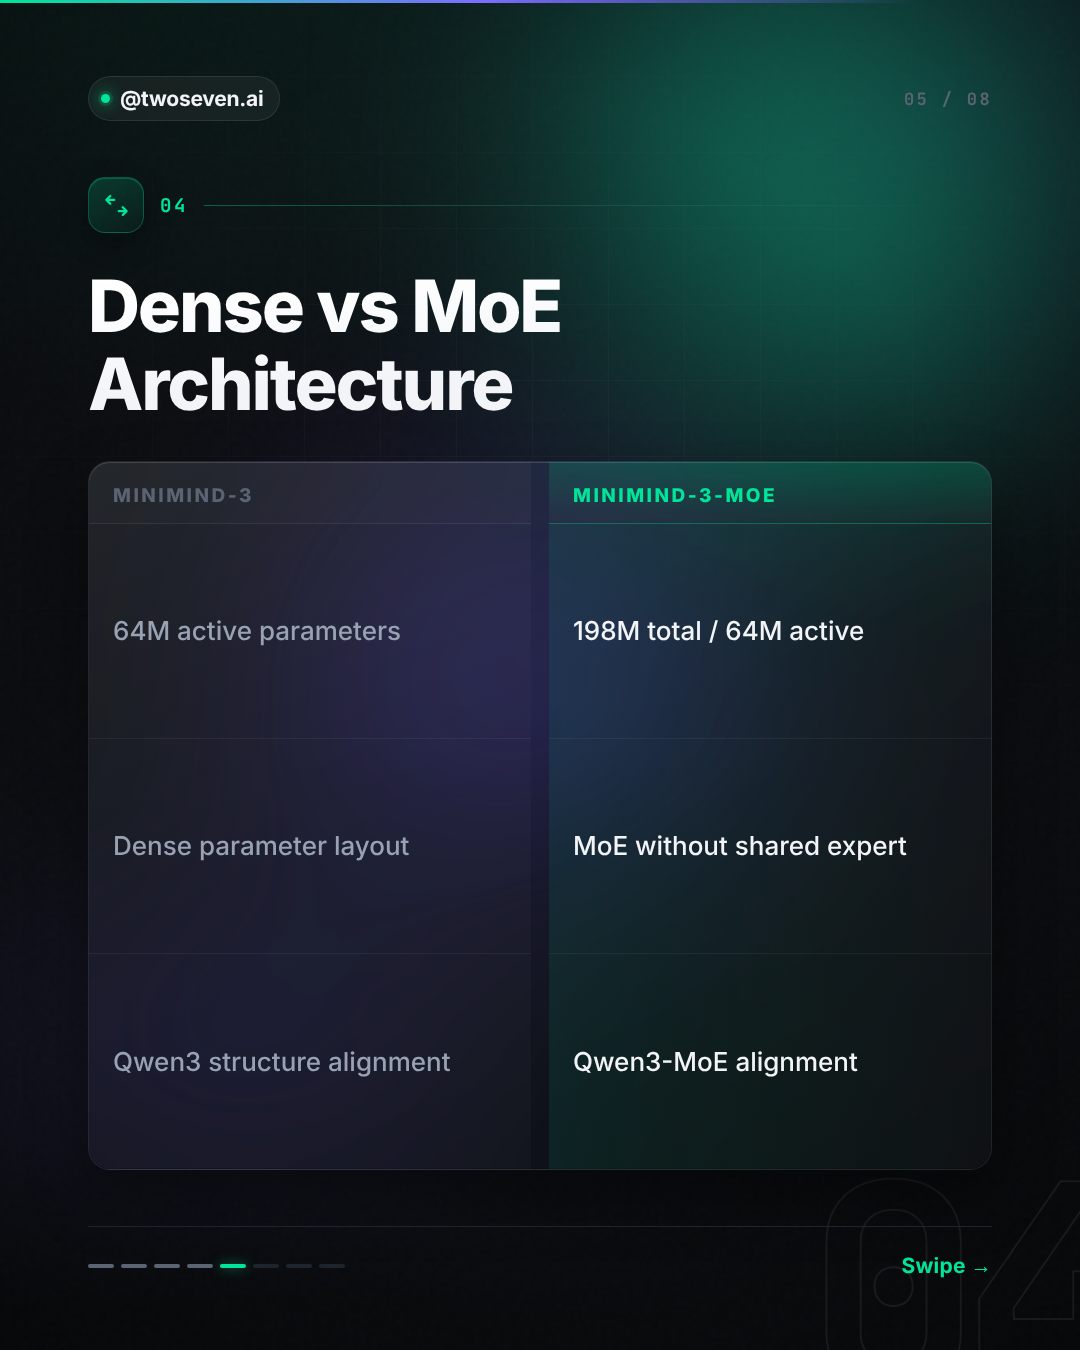 @twoseven.ai
05 / 08
04
Dense vs MoE
Architecture
MINIMIND-3
MINIMIND-3-MOE
64M active parameters
198M total / 64M active
Dense parameter layout
MoE without shared expert
Qwen3 structure alignment
Qwen3-MoE alignment
Swipe →
04